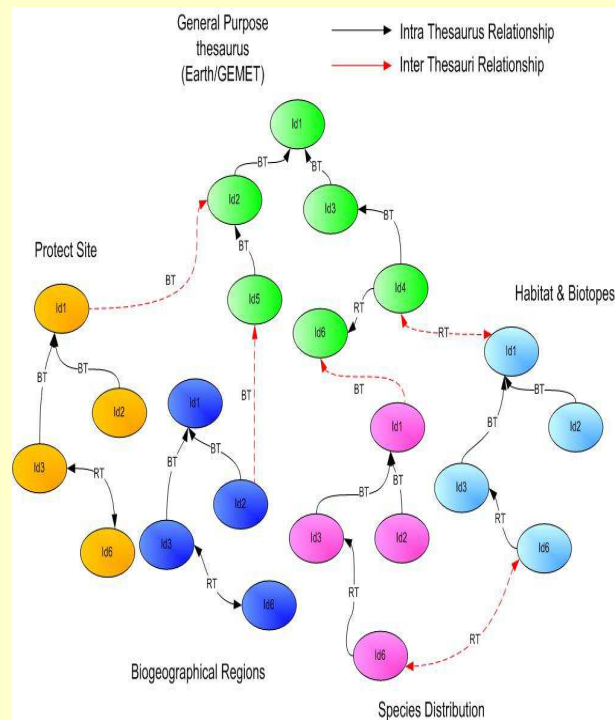 General Purpose
thesaurus
(Earth/GEMET)
Intra Thesaurus Relationship
Inter Thesauri Relationship
Id1
BT
BT
Id2
Id3
BT
BT
Protect Site
BT
Id1
Id5
Id4
Habitat & Biotopes
RT
Id6
RT
Id1
BT
BT
Id2
Id1
BT
BT
Id1
BT
BT
Id2
Id3
BT
BT
Id2
BT
BT
Id3
RT
Id3
Id2
Id3
RT
Id6
Id6
RT
Id6
RT
RT
Id6
Biogeographical Regions
Species Distribution